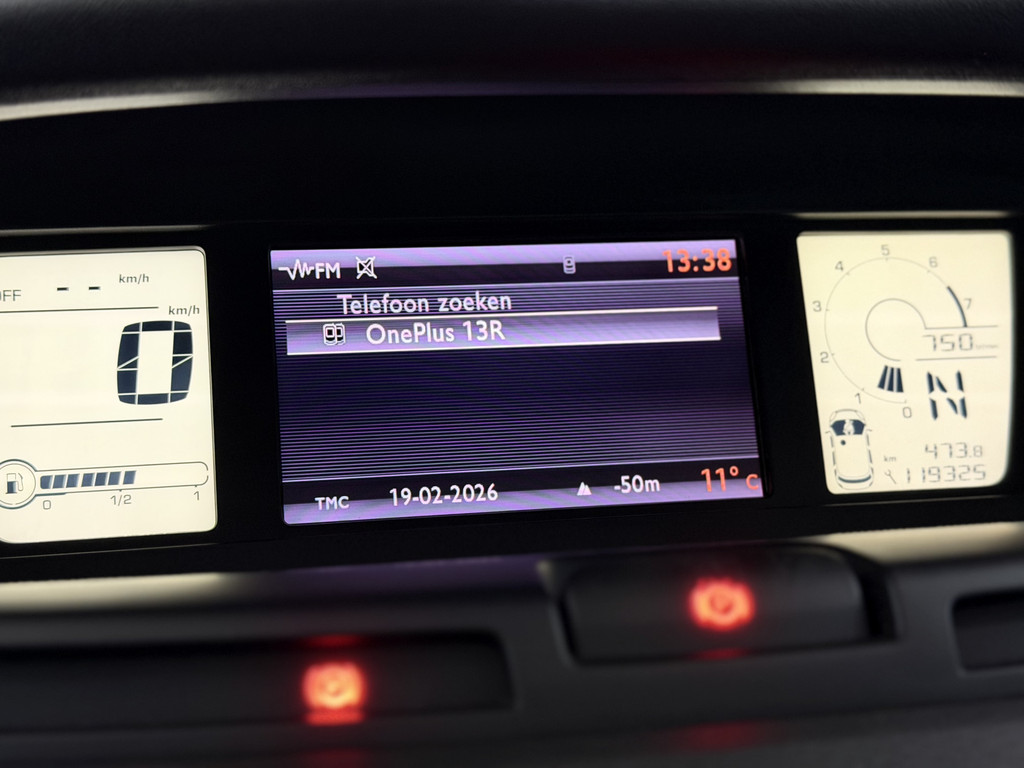 OFF -- km/h
km/h
0
0 1/2 1
FM 13:38
Telefoon zoeken
OnePlus 13R
TMC 19-02-2026 -50m 11°C
0 1 2 3 4 5 6 7
750
N
km 473.8
119325